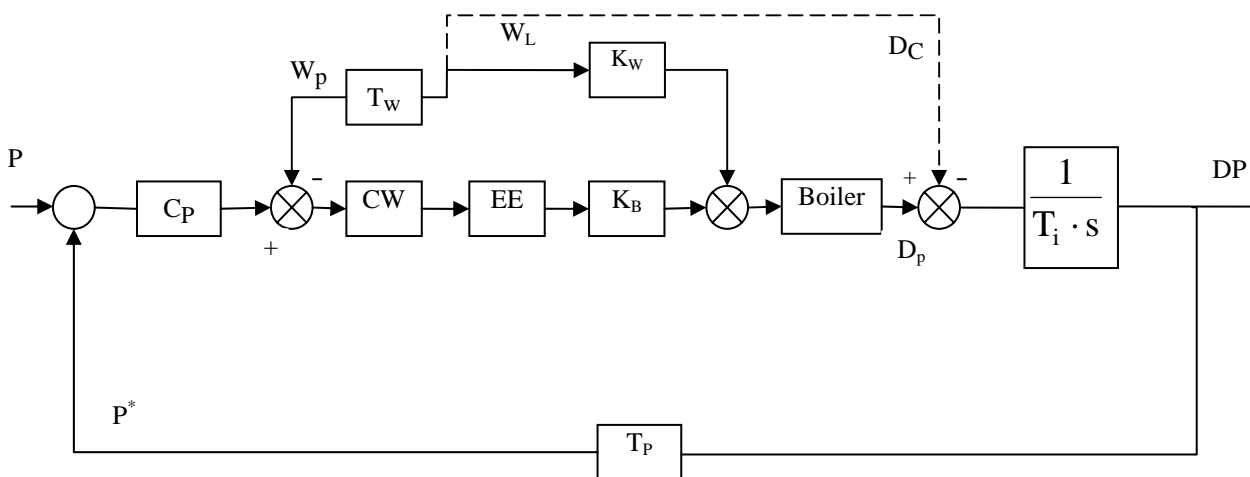 W_L
D_C
K_W
W_p
T_W
P
1
DP
-
+
-
C_P
CW
EE
K_B
Boiler
T_i · s
+
D_p
P*
T_P